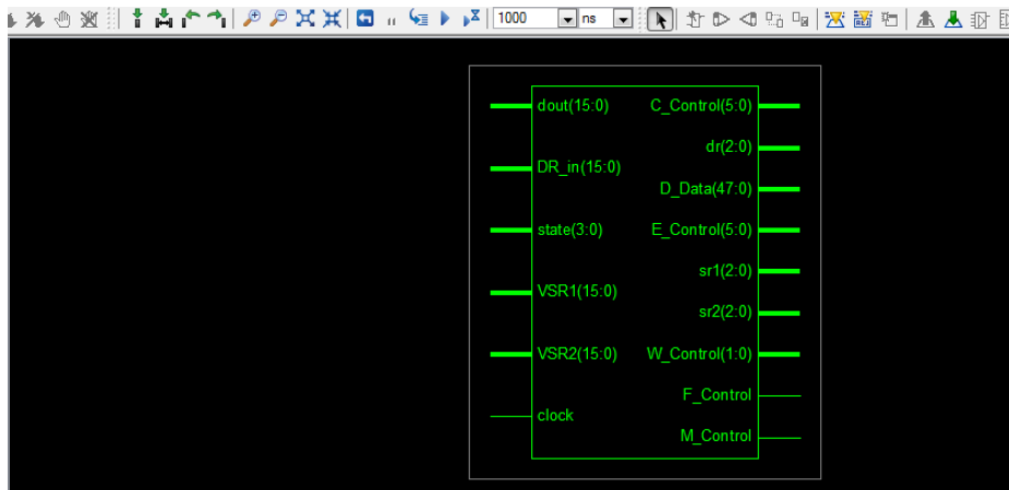 1000 ns
dout(15:0) C_Control(5:0)
dr(2:0)
DR_in(15:0)
D_Data(47:0)
state(3:0) E_Control(5:0)
sr1(2:0)
VSR1(15:0)
sr2(2:0)
VSR2(15:0) W_Control(1:0)
F_Control
clock
M_Control